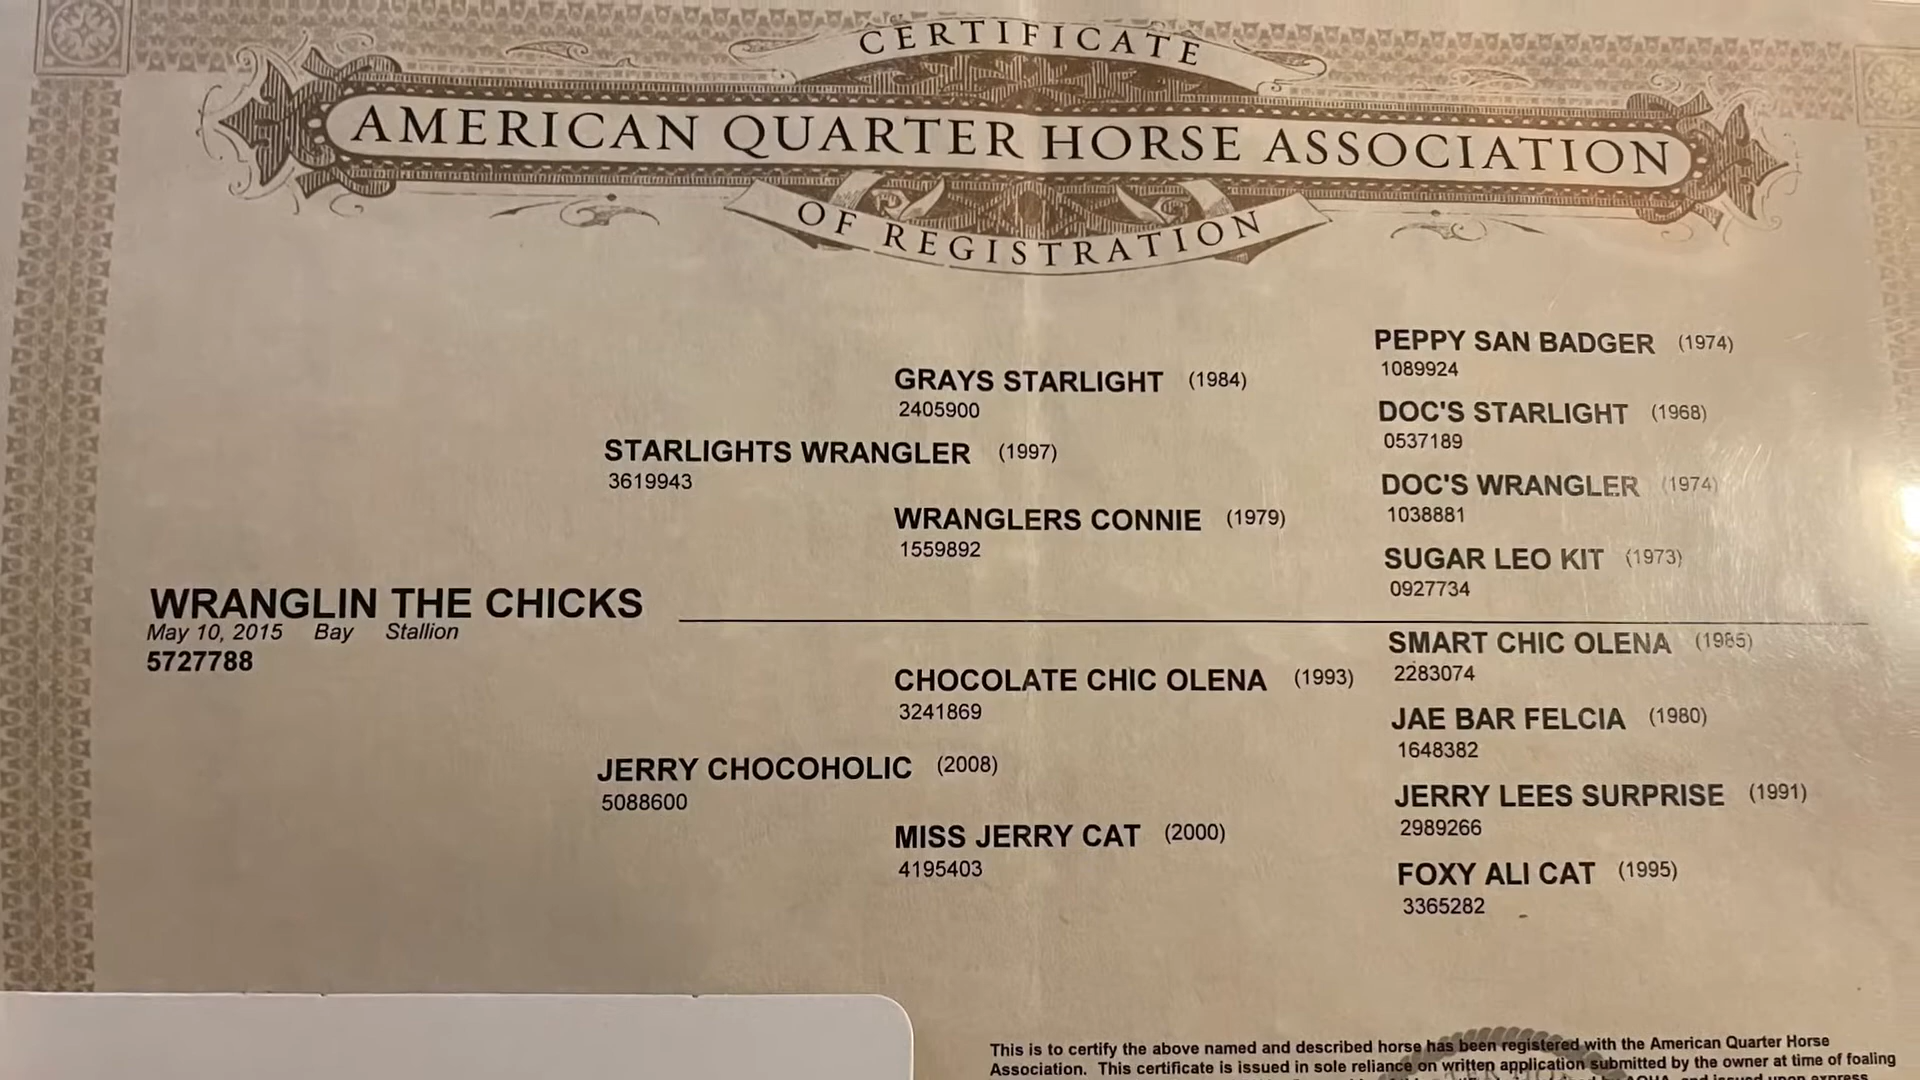 CERTIFICATE
AMERICAN QUARTER HORSE ASSOCIATION
OF REGISTRATION
PEPPY SAN BADGER (1974)
1089924
GRAYS STARLIGHT (1984)
2405900
DOC'S STARLIGHT (1968)
0537189
STARLIGHTS WRANGLER (1997)
3619943
DOC'S WRANGLER (1974)
1038881
WRANGLERS CONNIE (1979)
1559892
SUGAR LEO KIT (1973)
0927734
WRANGLIN THE CHICKS
May 10, 2015 Bay Stallion
5727788
SMART CHIC OLENA (1985)
2283074
CHOCOLATE CHIC OLENA (1993)
3241869
JAE BAR FELCIA (1980)
1648382
JERRY CHOCOHOLIC (2008)
5088600
JERRY LEES SURPRISE (1991)
2989266
MISS JERRY CAT (2000)
4195403
FOXY ALI CAT (1995)
3365282
This is to certify the above named and described horse has been registered with the American Quarter Horse
Association. This certificate is issued in sole reliance on written application submitted by the owner at time of foaling